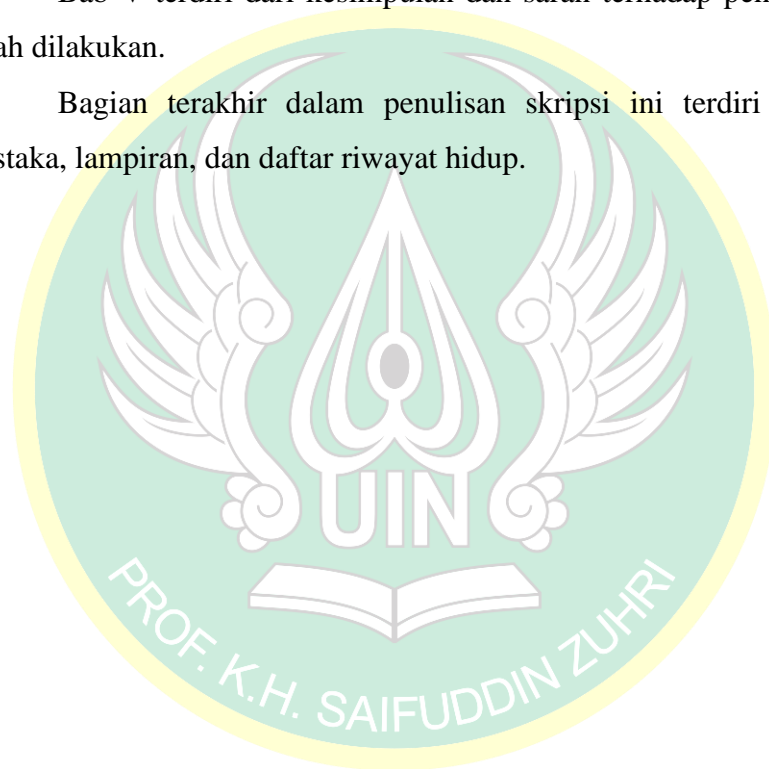 Bab V terdiri dari kesimpulan dan saran terhadap pen
ah dilakukan.
Bagian terakhir dalam penulisan skripsi ini terdiri
staka, lampiran, dan daftar riwayat hidup.
UIN
PROF. K.H. SAIFUDDIN ZUHRI